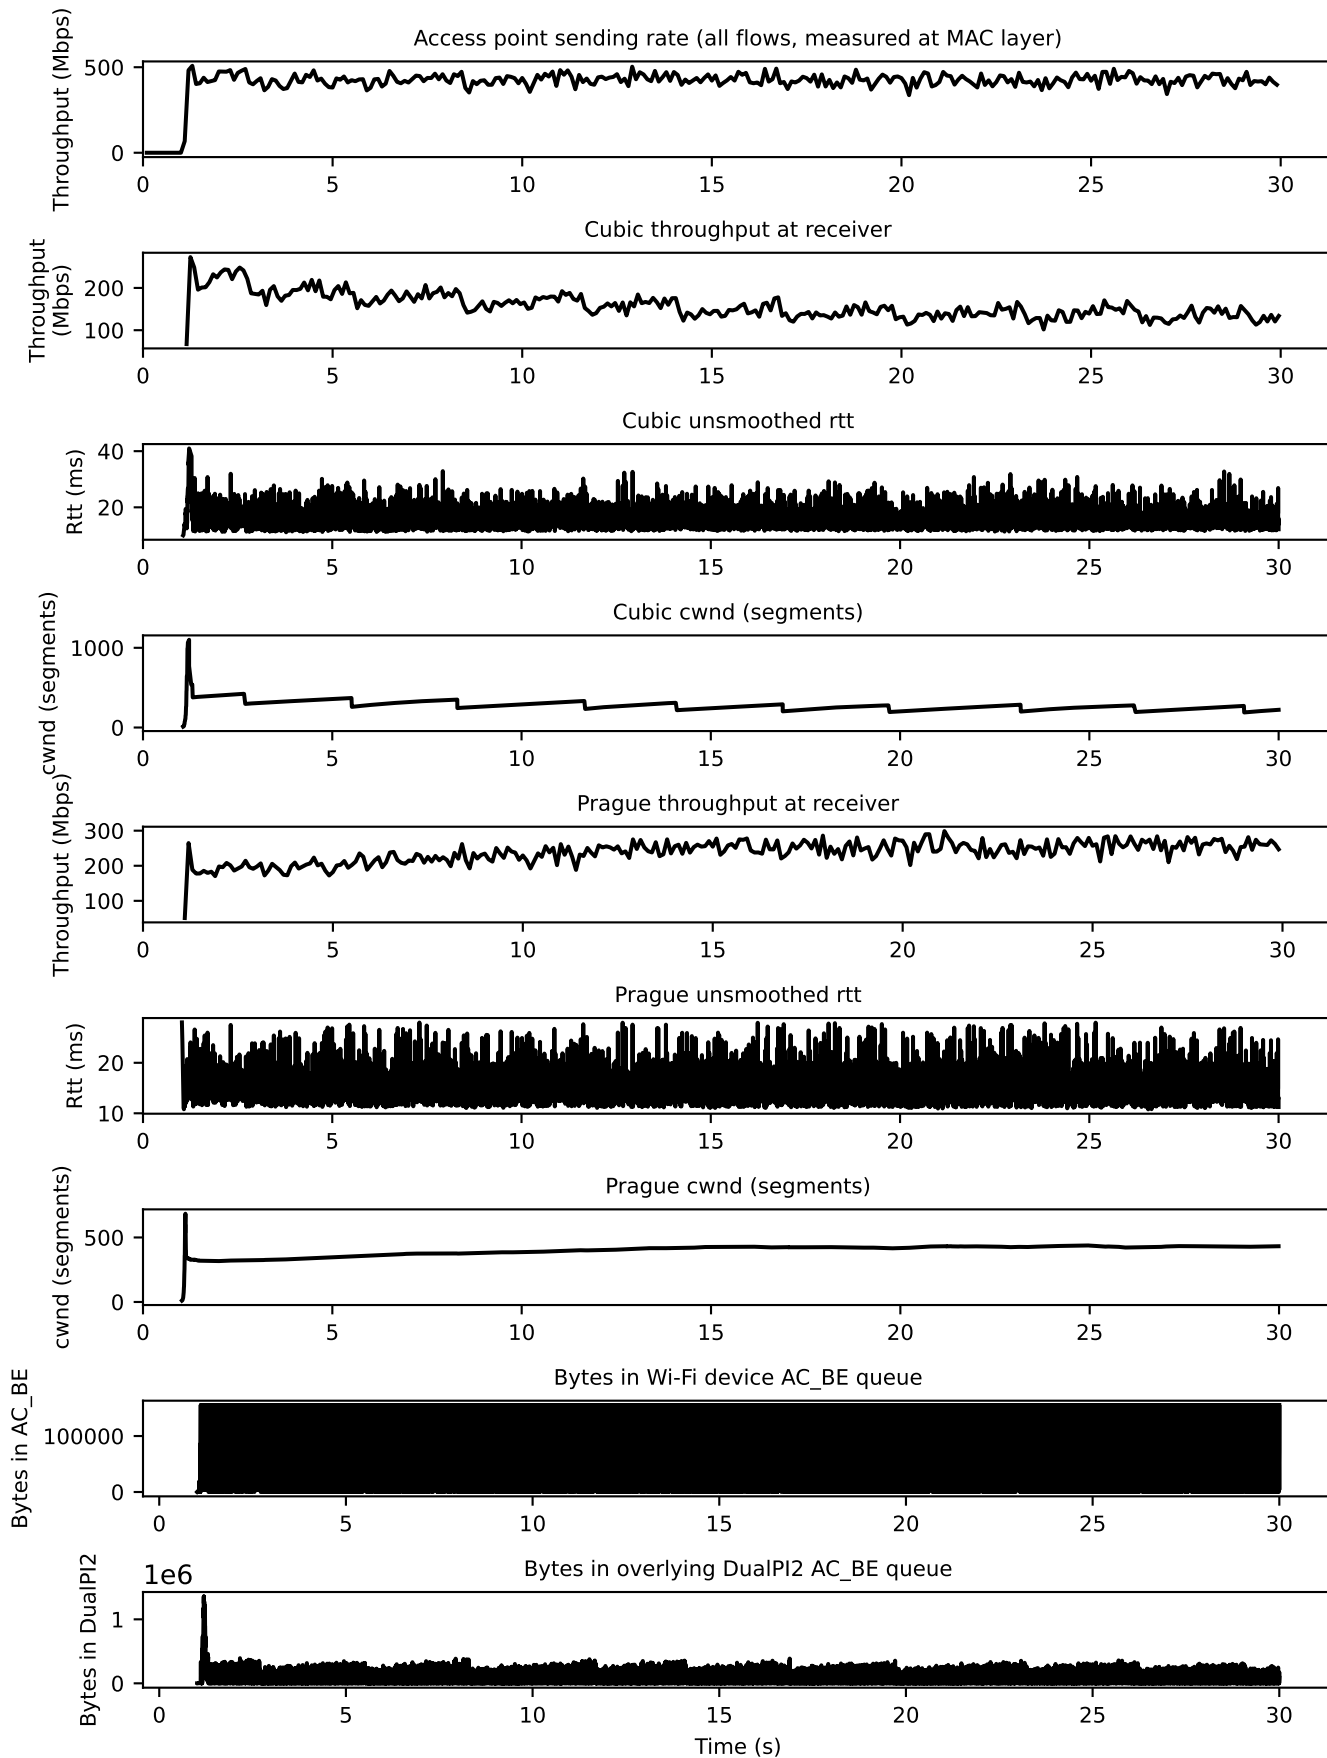 Access point sending rate (all flows, measured at MAC layer)
Throughput (Mbps)
500
0
0 5 10 15 20 25 30
Cubic throughput at receiver
Throughput
(Mbps)
200
100
0 5 10 15 20 25 30
Cubic unsmoothed rtt
Rtt (ms)
40
20
0 5 10 15 20 25 30
Cubic cwnd (segments)
cwnd (segments)
1000
0
0 5 10 15 20 25 30
Prague throughput at receiver
Throughput (Mbps)
300
200
100
0 5 10 15 20 25 30
Prague unsmoothed rtt
Rtt (ms)
20
10
0 5 10 15 20 25 30
Prague cwnd (segments)
cwnd (segments)
500
0
0 5 10 15 20 25 30
Bytes in Wi-Fi device AC_BE queue
Bytes in AC_BE
100000
0
0 5 10 15 20 25 30
Bytes in overlying DualPI2 AC_BE queue
1e6
Bytes in DualPI2
1
0
0 5 10 15 20 25 30
Time (s)